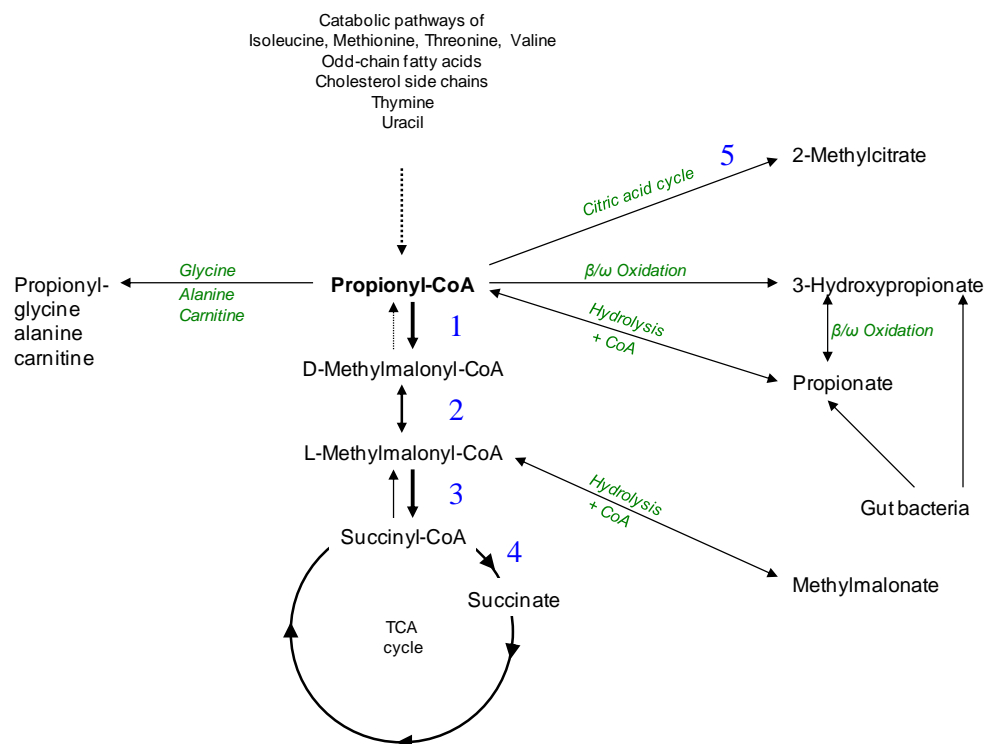 Catabolic pathways of
Isoleucine, Methionine, Threonine, Valine
Odd-chain fatty acids
Cholesterol side chains
Thymine
Uracil
5
2-Methylcitrate
Citric acid cycle
Propionyl-
glycine
alanine
carnitine
Glycine
Alanine
Carnitine
Propionyl-CoA
β/ω Oxidation
3-Hydroxypropionate
1
Hydrolysis
+ CoA
β/ω Oxidation
D-Methylmalonyl-CoA
Propionate
2
L-Methylmalonyl-CoA
3
Hydrolysis
+ CoA
Gut bacteria
Succinyl-CoA
4
Methylmalonate
Succinate
TCA
cycle